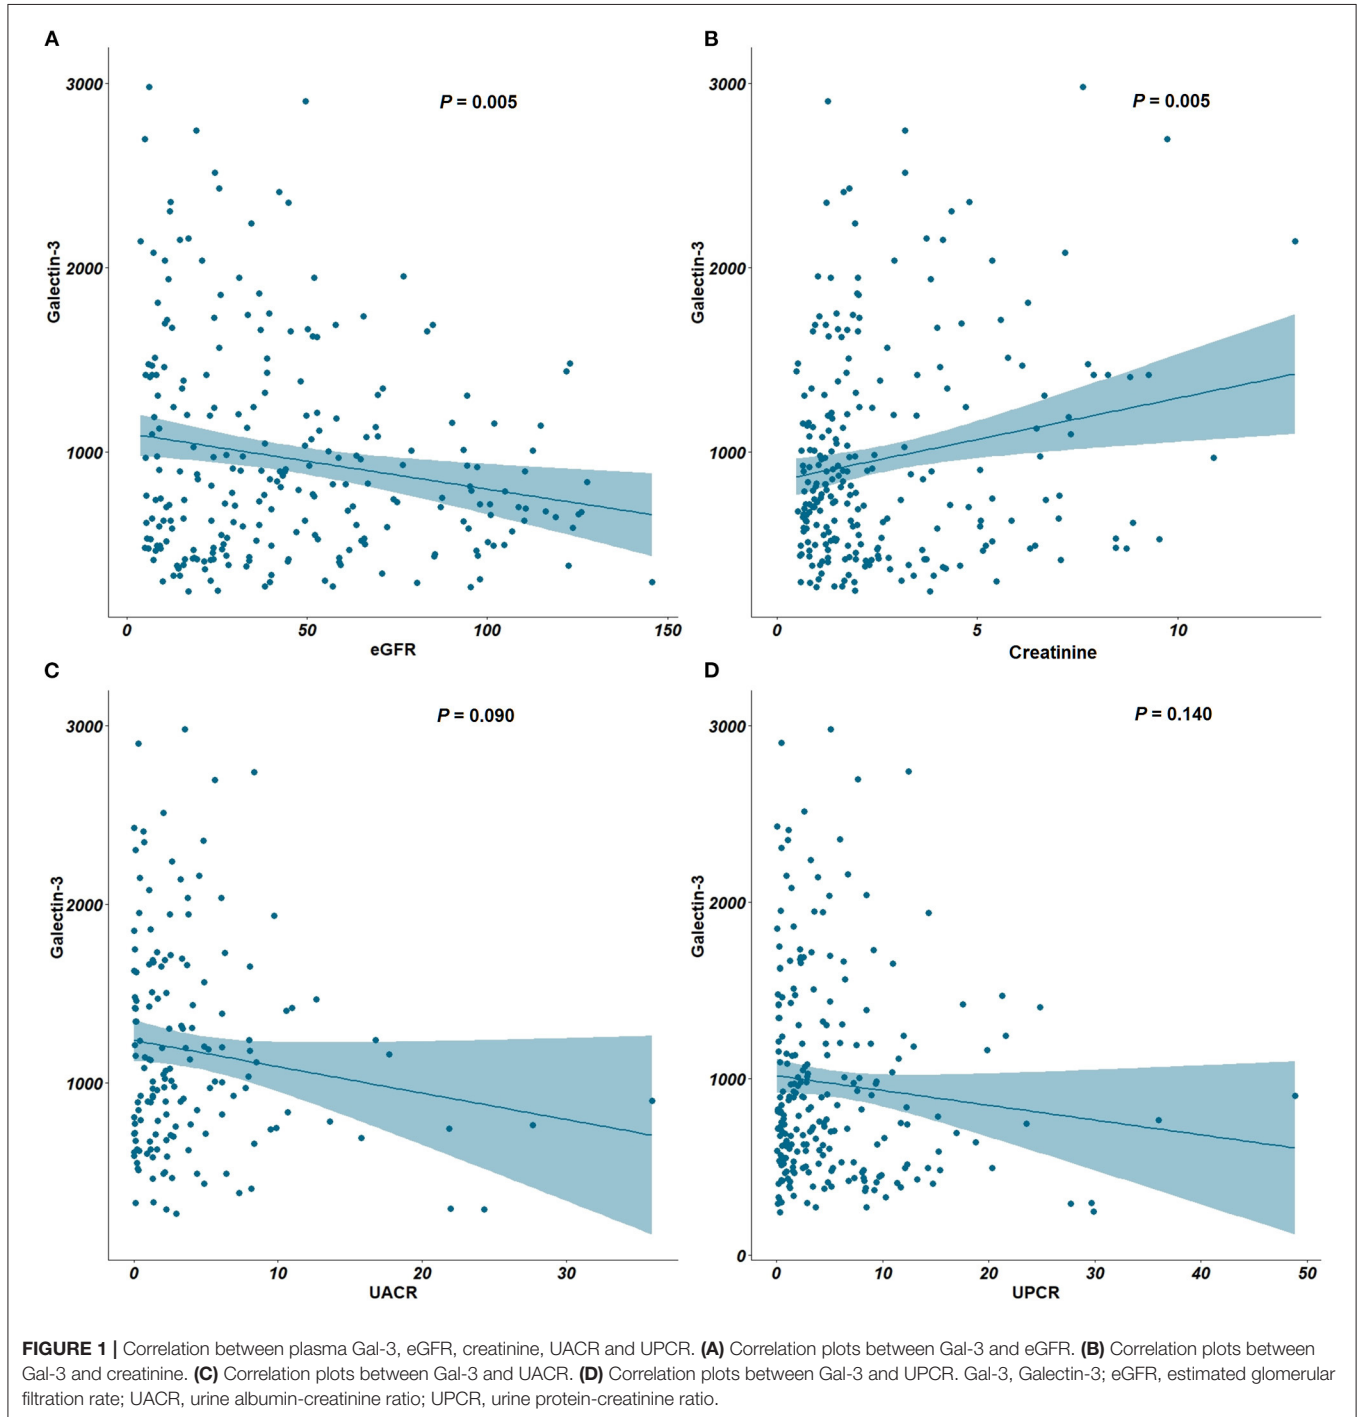 A
3000
2000
1000
Galectin-3
P = 0.005
0 50 100 150
eGFR
B
3000
2000
1000
Galectin-3
P = 0.005
0 5 10
Creatinine
C
3000
2000
1000
Galectin-3
P = 0.090
0 10 20 30
UACR
D
3000
2000
1000
0
Galectin-3
P = 0.140
0 10 20 30 40 50
UPCR
FIGURE 1 | Correlation between plasma Gal-3, eGFR, creatinine, UACR and UPCR. (A) Correlation plots between Gal-3 and eGFR. (B) Correlation plots between
Gal-3 and creatinine. (C) Correlation plots between Gal-3 and UACR. (D) Correlation plots between Gal-3 and UPCR. Gal-3, Galectin-3; eGFR, estimated glomerular
filtration rate; UACR, urine albumin-creatinine ratio; UPCR, urine protein-creatinine ratio.